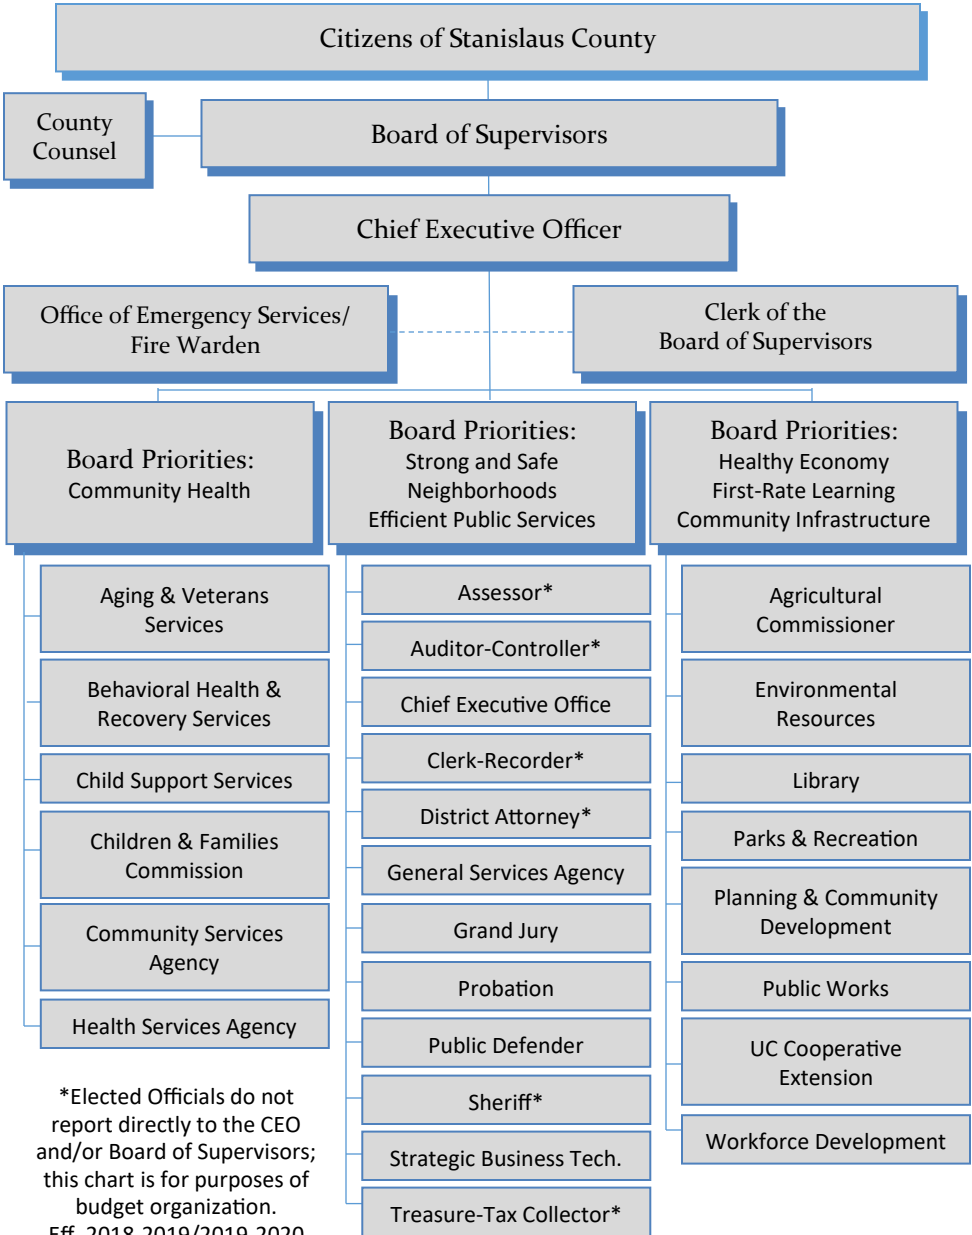 Citizens of Stanislaus County
County
Counsel
Board of Supervisors
Chief Executive Officer
Office of Emergency Services/
Fire Warden
Clerk of the
Board of Supervisors
Board Priorities:
Community Health
Board Priorities:
Strong and Safe
Neighborhoods
Efficient Public Services
Board Priorities:
Healthy Economy
First-Rate Learning
Community Infrastructure
Aging & Veterans
Services
Behavioral Health &
Recovery Services
Child Support Services
Children & Families
Commission
Community Services
Agency
Health Services Agency
Assessor*
Auditor-Controller*
Chief Executive Office
Clerk-Recorder*
District Attorney*
General Services Agency
Grand Jury
Probation
Public Defender
Sheriff*
Strategic Business Tech.
Treasure-Tax Collector*
Agricultural
Commissioner
Environmental
Resources
Library
Parks & Recreation
Planning & Community
Development
Public Works
UC Cooperative
Extension
Workforce Development
*Elected Officials do not
report directly to the CEO
and/or Board of Supervisors;
this chart is for purposes of
budget organization.
Eff. 2018-2019/2019-2020